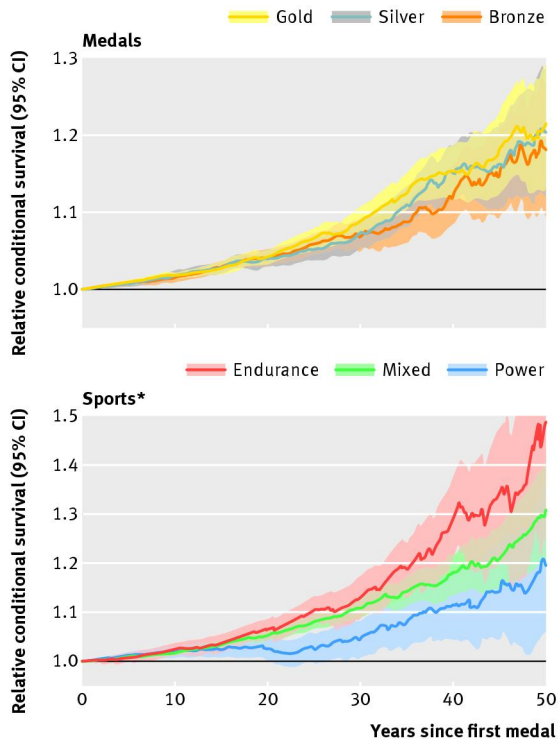 Gold Silver Bronze
Medals
Relative conditional survival (95% CI)
1.3
1.2
1.1
1.0
Endurance Mixed Power
Sports*
Relative conditional survival (95% CI)
1.5
1.4
1.3
1.2
1.1
1.0
0 10 20 30 40 50
Years since first medal